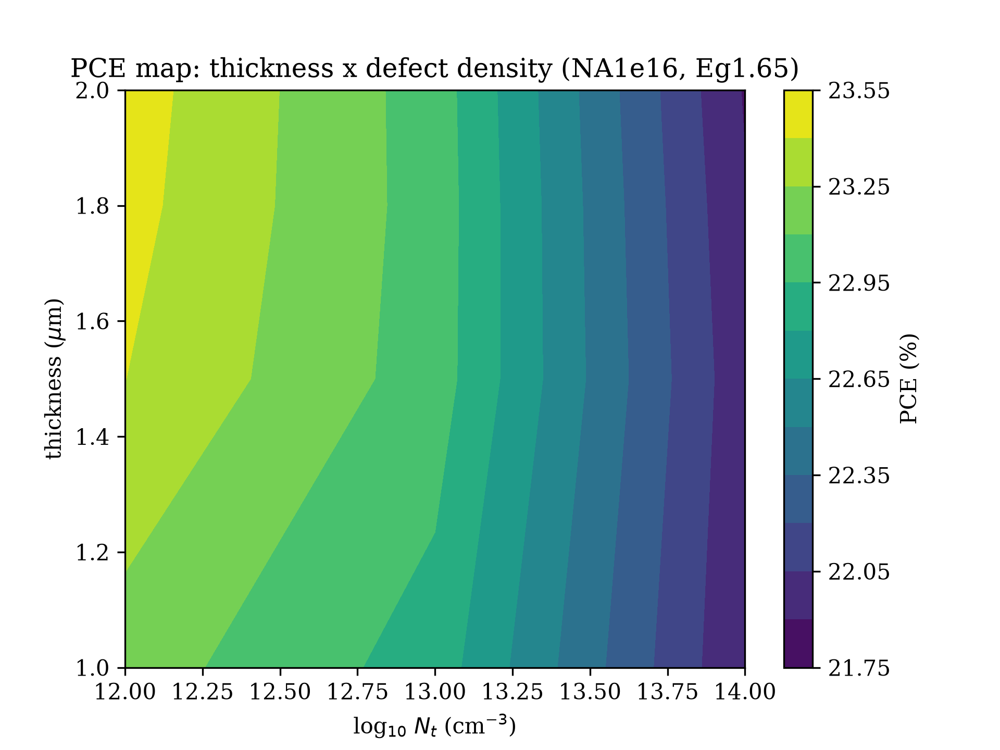 PCE map: thickness x defect density (NA1e16, Eg1.65)
2.0
1.8
1.6
1.4
1.2
1.0
thickness (μm)
12.00 12.25 12.50 12.75 13.00 13.25 13.50 13.75 14.00
log₁₀ Nₜ (cm⁻³)
23.55
23.25
22.95
22.65
22.35
22.05
21.75
PCE (%)